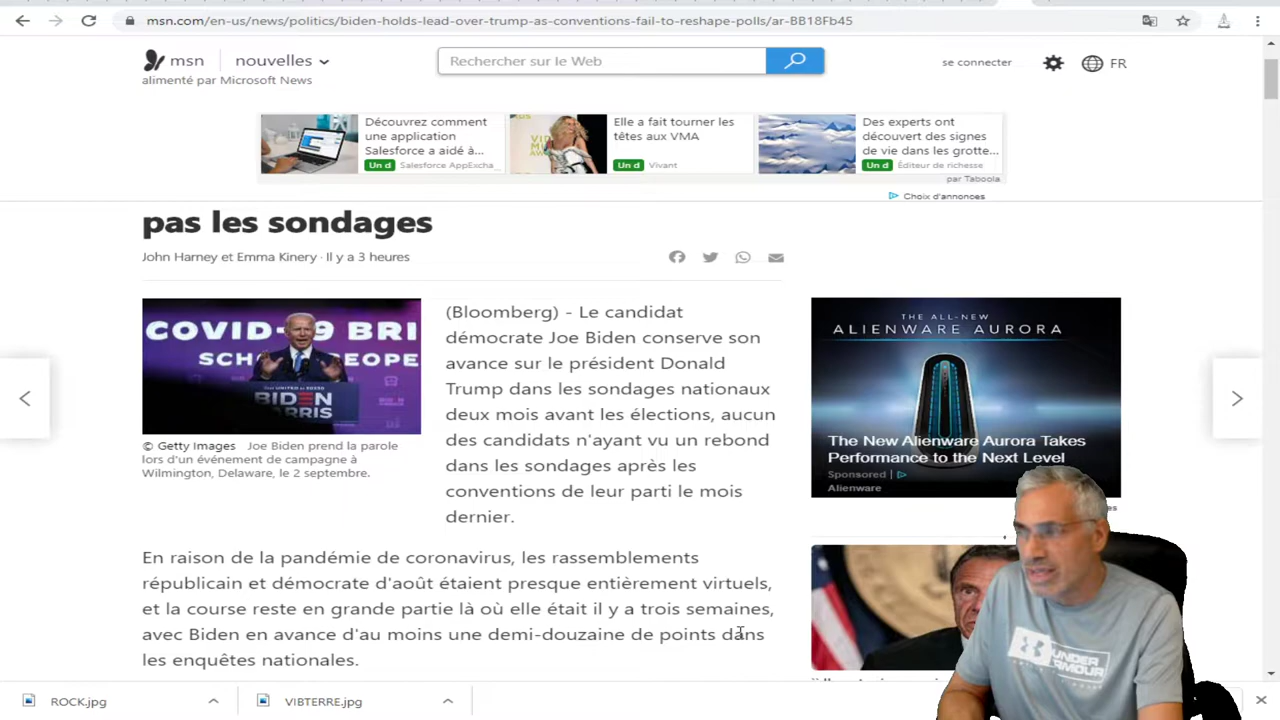 msn.com/en-us/news/politics/biden-holds-lead-over-trump-as-conventions-fail-to-reshape-polls/ar-BB18Fb45
msn nouvelles
alimenté par Microsoft News
Rechercher sur le Web
se connecter
FR
Découvrez comment
une application
Salesforce a aidé à...
Un d Salesforce AppExcha...
Elle a fait tourner les
têtes aux VMA
Un d Vivant
Des experts ont
découvert des signes
de vie dans les grotte...
Un d Éditeur de richesse
par Taboola
Choix d'annonces
pas les sondages
John Harney et Emma Kinery · Il y a 3 heures
COVID-19 BRI
BIDEN
© Getty Images Joe Biden prend la parole
lors d'un événement de campagne à
Wilmington, Delaware, le 2 septembre.
(Bloomberg) - Le candidat
démocrate Joe Biden conserve son
avance sur le président Donald
Trump dans les sondages nationaux
deux mois avant les élections, aucun
des candidats n'ayant vu un rebond
dans les sondages après les
conventions de leur parti le mois
dernier.
En raison de la pandémie de coronavirus, les rassemblements
républicain et démocrate d'août étaient presque entièrement virtuels,
et la course reste en grande partie là où elle était il y a trois semaines,
avec Biden en avance d'au moins une demi-douzaine de points dans
les enquêtes nationales.
THE ALL-NEW
ALIENWARE AURORA
The New Alienware Aurora Takes
Performance to the Next Level
Sponsored
Alienware
UNDER
ARMOUR
ROCK.jpg
VIBTERRE.jpg